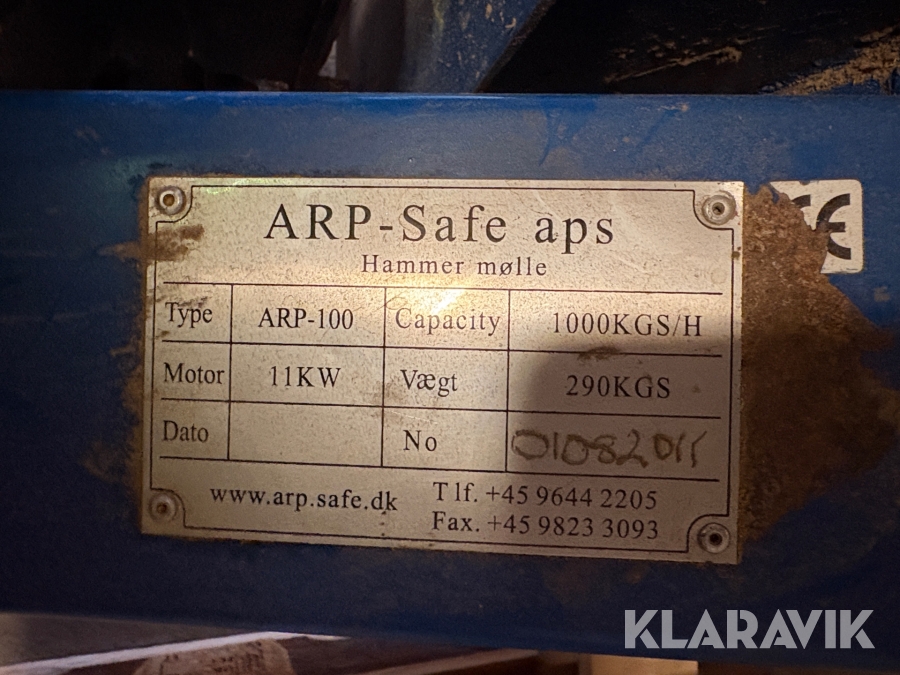 ARP-Safe aps
Hammer mølle
Type ARP-100 Capacity 1000KGS/H
Motor 11KW Vægt 290KGS
Dato No 01082011
www.arp.safe.dk Tlf. +45 9644 2205
Fax. +45 9823 3093
CE
KLARAVIK